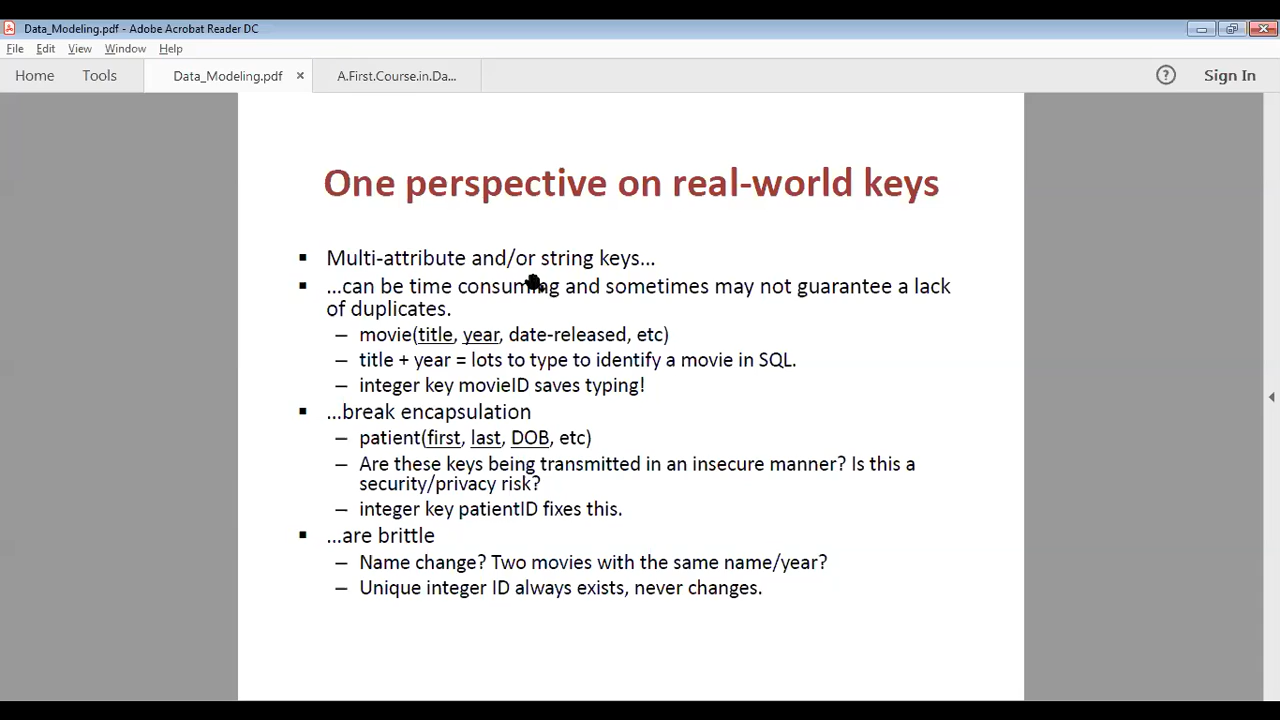 Data_Modeling.pdf - Adobe Acrobat Reader DC
File Edit View Window Help
Home Tools Data_Modeling.pdf × A.First.Course.in.Da... ? Sign In
One perspective on real-world keys
▪ Multi-attribute and/or string keys...
▪ ...can be time consuming and sometimes may not guarantee a lack
of duplicates.
– movie(title, year, date-released, etc)
– title + year = lots to type to identify a movie in SQL.
– integer key movieID saves typing!
▪ ...break encapsulation
– patient(first, last, DOB, etc)
– Are these keys being transmitted in an insecure manner? Is this a
security/privacy risk?
– integer key patientID fixes this.
▪ ...are brittle
– Name change? Two movies with the same name/year?
– Unique integer ID always exists, never changes.